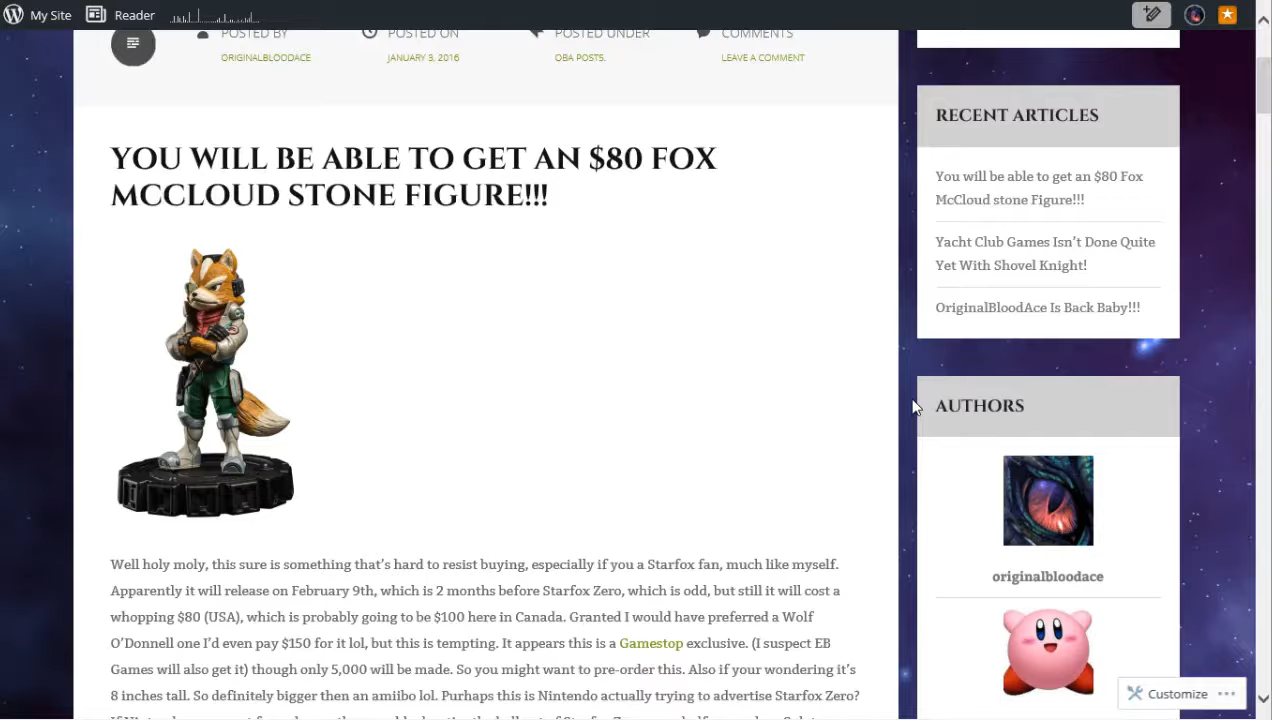 My Site Reader
POSTED BY POSTED ON POSTED UNDER COMMENTS
ORIGINALBLOODACE JANUARY 3, 2016 OBA POSTS. LEAVE A COMMENT
YOU WILL BE ABLE TO GET AN $80 FOX
MCCLOUD STONE FIGURE!!!
Well holy moly, this sure is something that's hard to resist buying, especially if you a Starfox fan, much like myself.
Apparently it will release on February 9th, which is 2 months before Starfox Zero, which is odd, but still it will cost a
whopping $80 (USA), which is probably going to be $100 here in Canada. Granted I would have preferred a Wolf
O'Donnell one I'd even pay $150 for it lol, but this is tempting. It appears this is a Gamestop exclusive. (I suspect EB
Games will also get it) though only 5,000 will be made. So you might want to pre-order this. Also if your wondering it's
8 inches tall. So definitely bigger then an amiibo lol. Purhaps this is Nintendo actually trying to advertise Starfox Zero?
RECENT ARTICLES
You will be able to get an $80 Fox
McCloud stone Figure!!!
Yacht Club Games Isn't Done Quite
Yet With Shovel Knight!
OriginalBloodAce Is Back Baby!!!
AUTHORS
originalbloodace
Customize